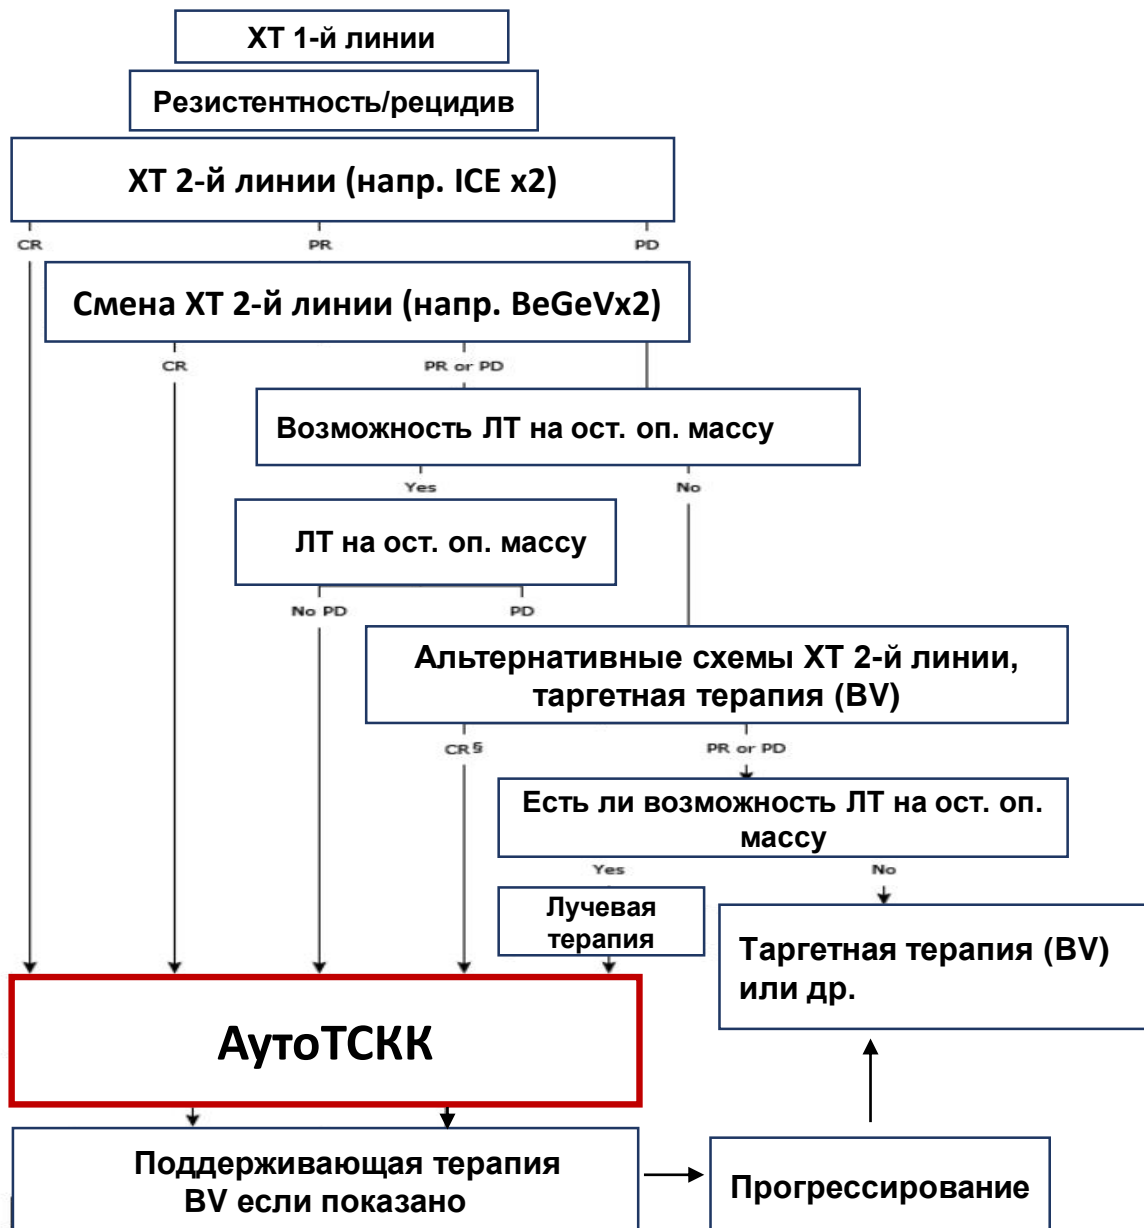 ХТ 1-й линии
Резистентность/рецидив
ХТ 2-й линии (напр. ICE x2)
CR
PR
PD
Смена ХТ 2-й линии (напр. BeGeVx2)
CR
PR or PD
Возможность ЛТ на ост. оп. массу
Yes
No
ЛТ на ост. оп. массу
No PD
PD
Альтернативные схемы ХТ 2-й линии,
таргетная терапия (BV)
CR§
PR or PD
Есть ли возможность ЛТ на ост. оп.
массу
Yes
No
Лучевая
терапия
Таргетная терапия (BV)
или др.
АутоТСКК
Поддерживающая терапия
BV если показано
Прогрессирование